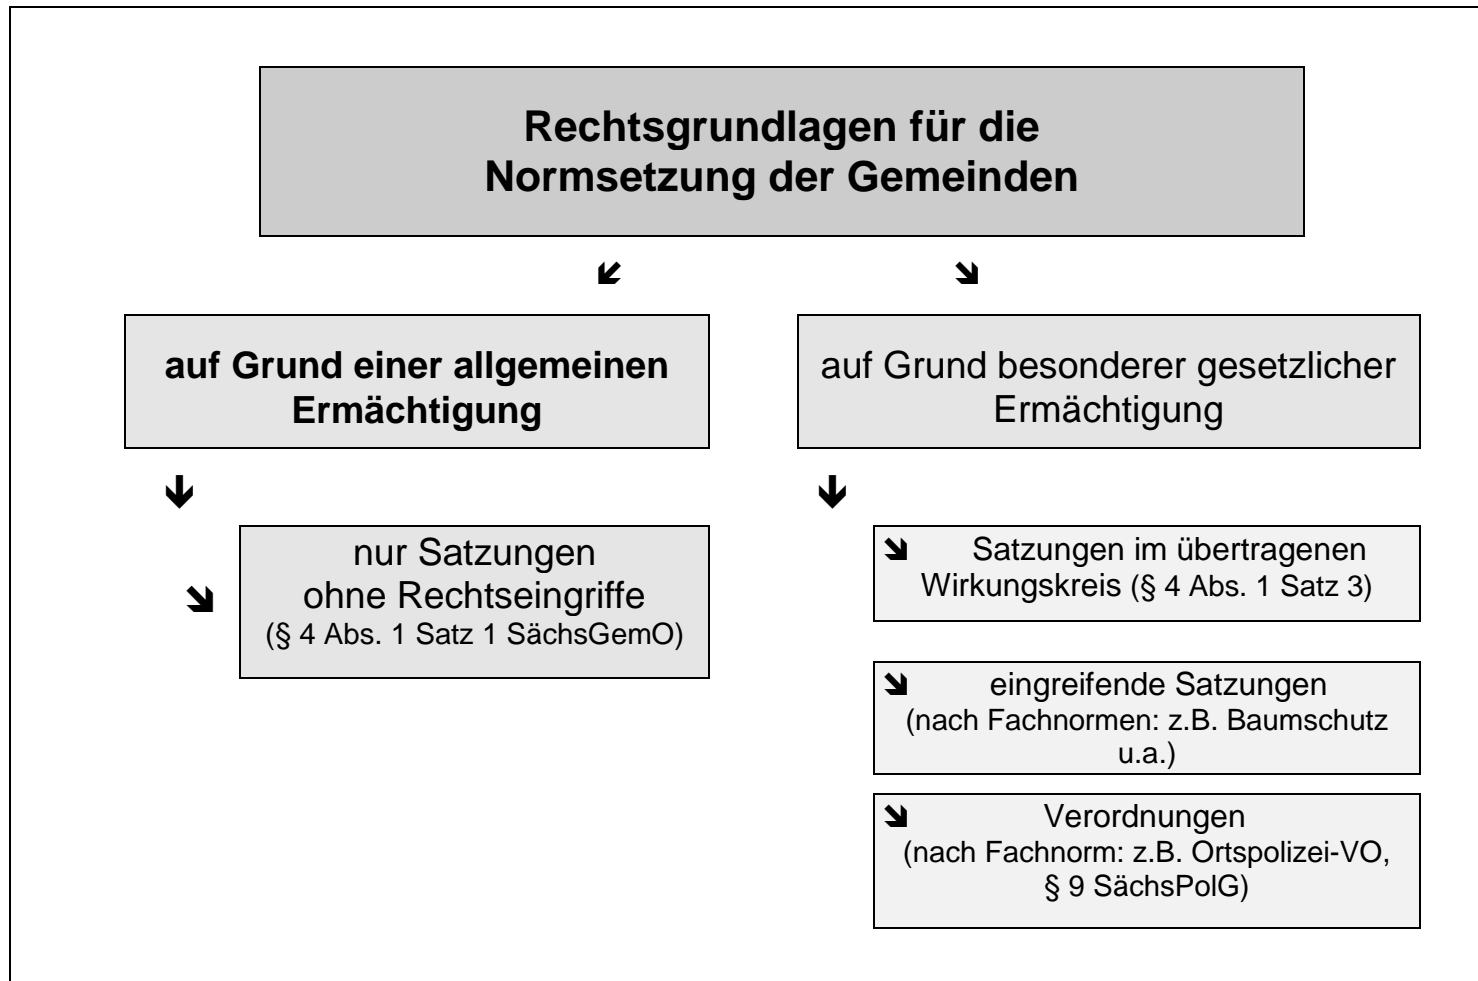 Rechtsgrundlagen für die
Normsetzung der Gemeinden
auf Grund einer allgemeinen
Ermächtigung
auf Grund besonderer gesetzlicher
Ermächtigung
nur Satzungen
ohne Rechtseingriffe
(§ 4 Abs. 1 Satz 1 SächsGemO)
Satzungen im übertragenen
Wirkungskreis (§ 4 Abs. 1 Satz 3)
eingreifende Satzungen
(nach Fachnormen: z.B. Baumschutz
u.a.)
Verordnungen
(nach Fachnorm: z.B. Ortspolizei-VO,
§ 9 SächsPolG)